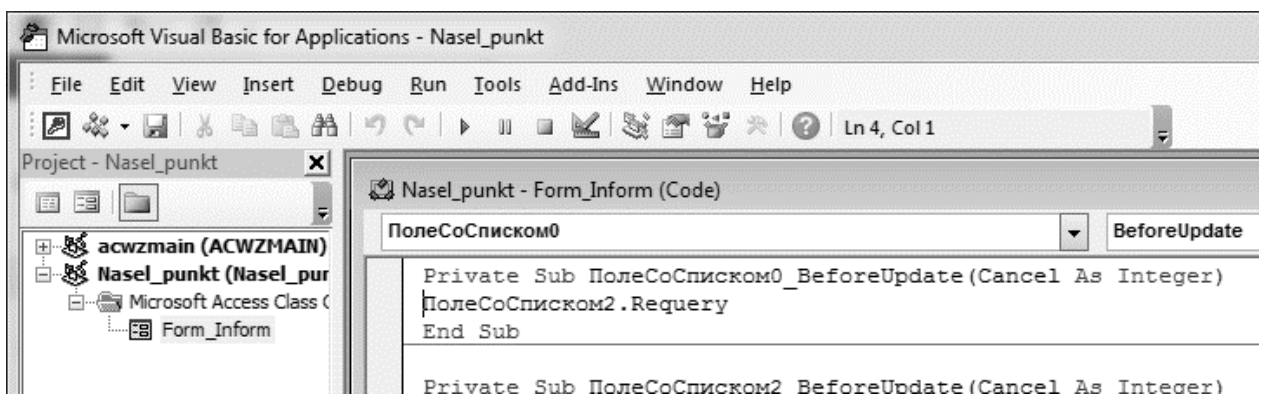 Microsoft Visual Basic for Applications - Nasel_punkt
File Edit View Insert Debug Run Tools Add-Ins Window Help
Ln 4, Col 1
Project - Nasel_punkt
Nasel_punkt - Form_Inform (Code)
ПолеСоСписком0
BeforeUpdate
acwzmain (ACWZMAIN)
Nasel_punkt (Nasel_pun
Microsoft Access Class C
Form_Inform
Private Sub ПолеСоСписком0_BeforeUpdate(Cancel As Integer)
ПолеСоСписком2.Requery
End Sub
Private Sub ПолеСоСписком2_BeforeUpdate(Cancel As Integer)